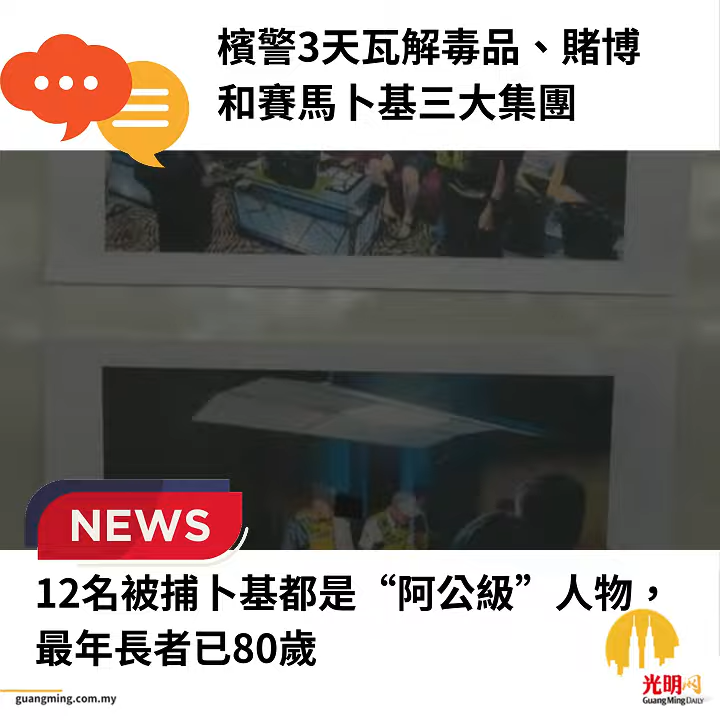 檳警3天瓦解毒品、賭博
和賽馬卜基三大集團
NEWS
12名被捕卜基都是“阿公級”人物，
最年長者已80歲
光明网
GuangMing DAILY
guangming.com.my